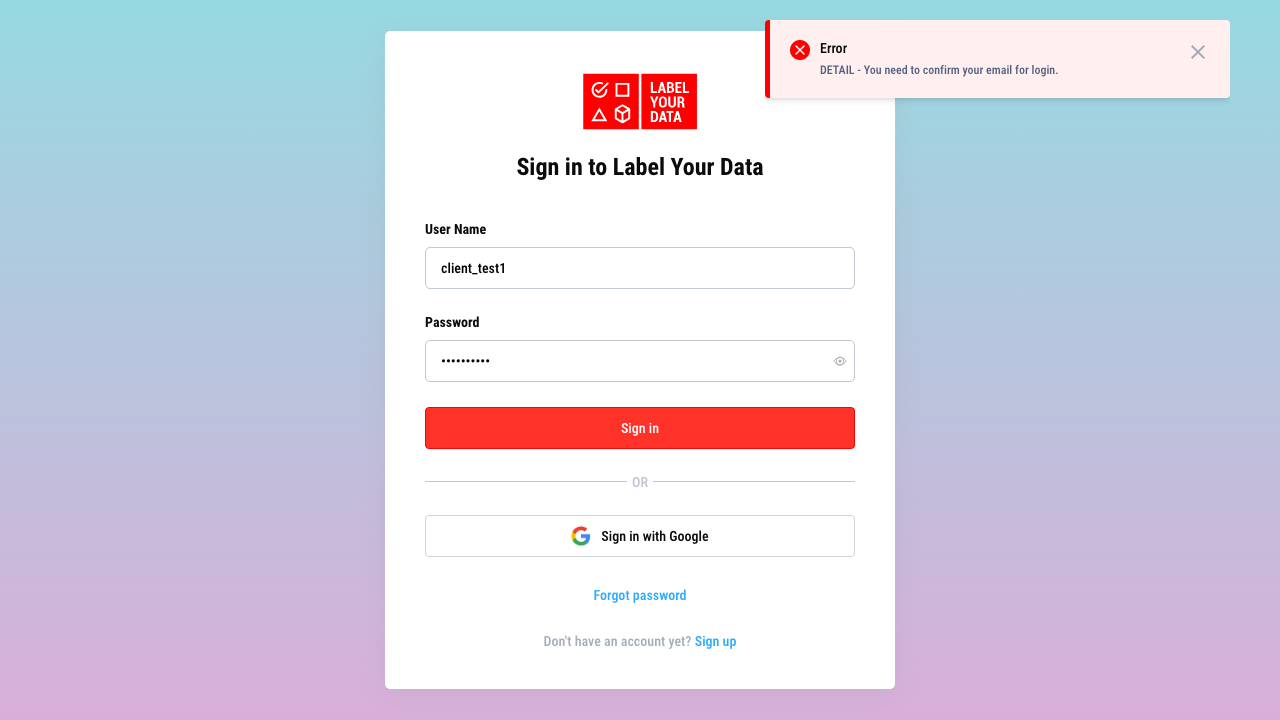 Error
DETAIL - You need to confirm your email for login.
LABEL
YOUR
DATA
Sign in to Label Your Data
User Name
client_test1
Password
••••••••••
Sign in
OR
Sign in with Google
Forgot password
Don't have an account yet? Sign up